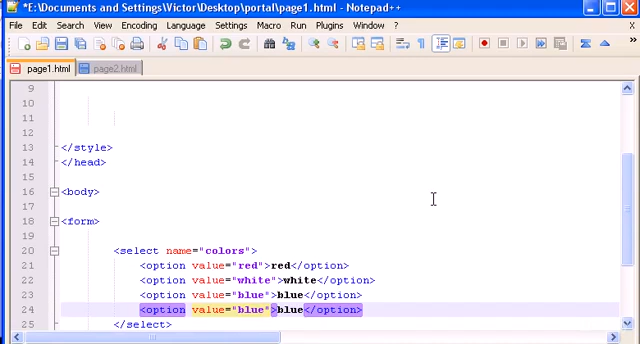 *E:\Documents and Settings\Victor\Desktop\portal\page1.html - Notepad++
File Edit Search View Encoding Language Settings Macro Run Plugins Window ?
page1.html page2.html
9
10
11
12
13 </style>
14 </head>
15
16 <body>
17
18 <form>
19
20 <select name="colors">
21 <option value="red">red</option>
22 <option value="white">white</option>
23 <option value="blue">blue</option>
24 <option value="blue">blue</option>
25 </select>